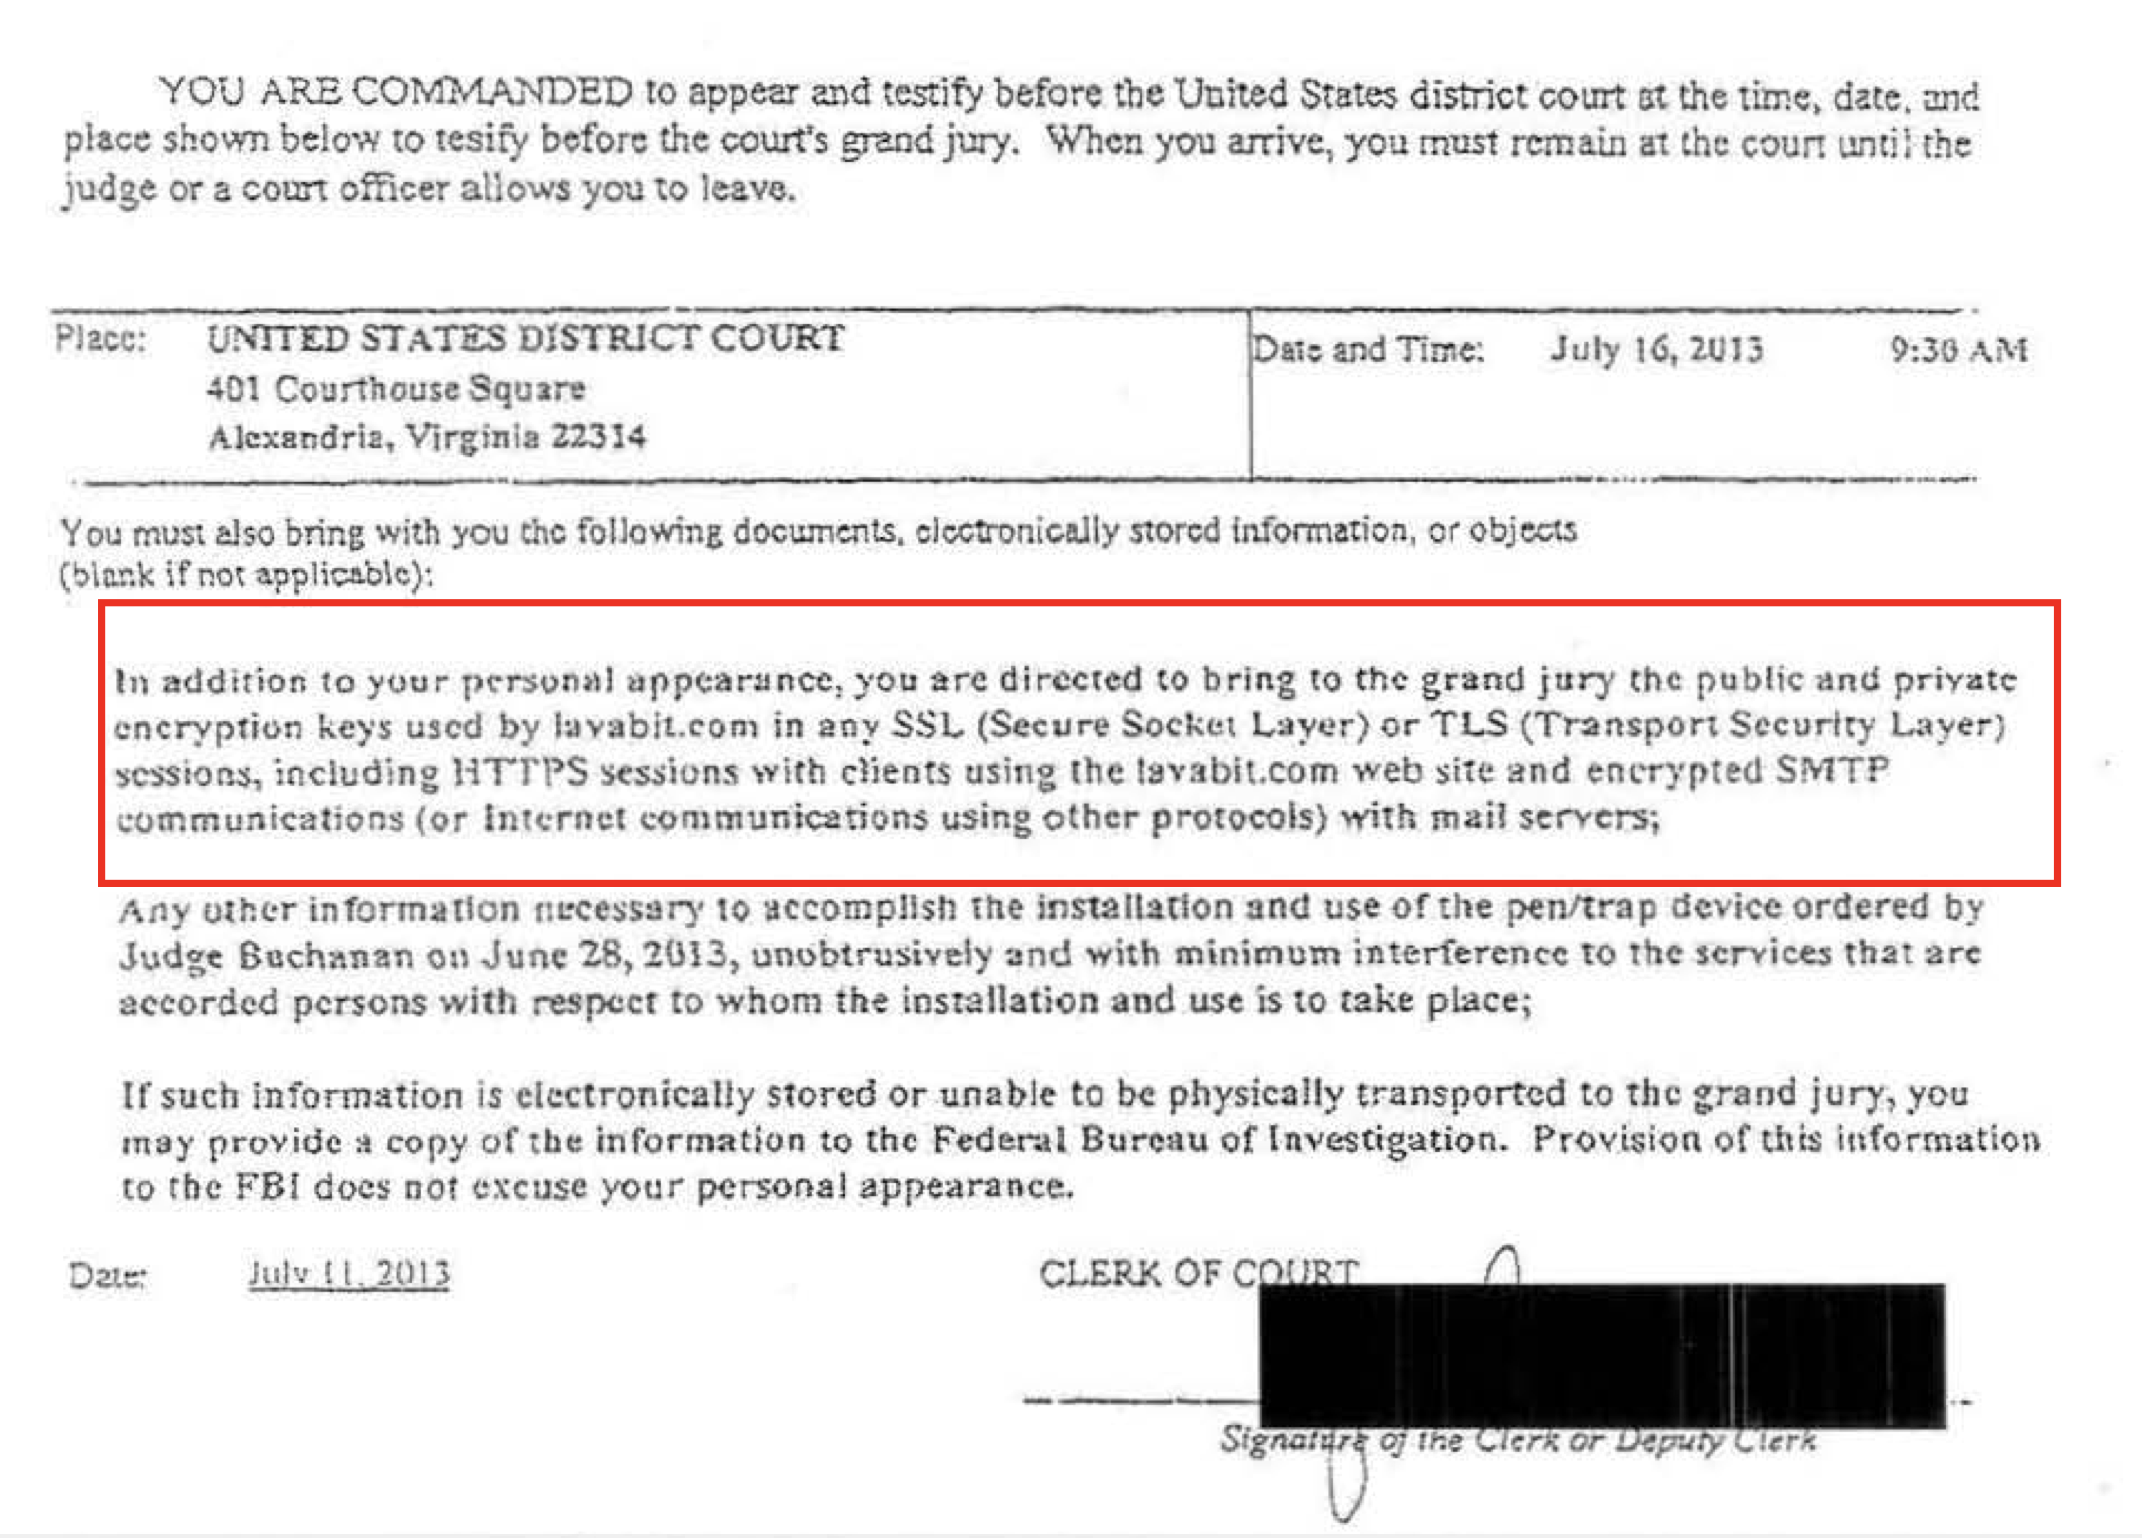 YOU ARE COMMANDED to appear and testify before the United States district court at the time, date, and
place shown below to tesify before the court's grand jury. When you arrive, you must remain at the court until the
judge or a court officer allows you to leave.
Place: UNITED STATES DISTRICT COURT
Date and Time: July 16, 2013 9:30 AM
401 Courthouse Square
Alexandria, Virginia 22314
You must also bring with you the following documents, electronically stored information, or objects
(blank if not applicable):
In addition to your personal appearance, you are directed to bring to the grand jury the public and private
encryption keys used by lavabit.com in any SSL (Secure Socket Layer) or TLS (Transport Security Layer)
sessions, including HTTPS sessions with clients using the lavabit.com web site and encrypted SMTP
communications (or Internet communications using other protocols) with mail servers;
Any other information necessary to accomplish the installation and use of the pen/trap device ordered by
Judge Buchanan on June 28, 2013, unobtrusively and with minimum interference to the services that are
accorded persons with respect to whom the installation and use is to take place;
If such information is electronically stored or unable to be physically transported to the grand jury, you
may provide a copy of the information to the Federal Bureau of Investigation. Provision of this information
to the FBI does not excuse your personal appearance.
Date: July 11, 2013
CLERK OF COURT
Signature of the Clerk or Deputy Clerk